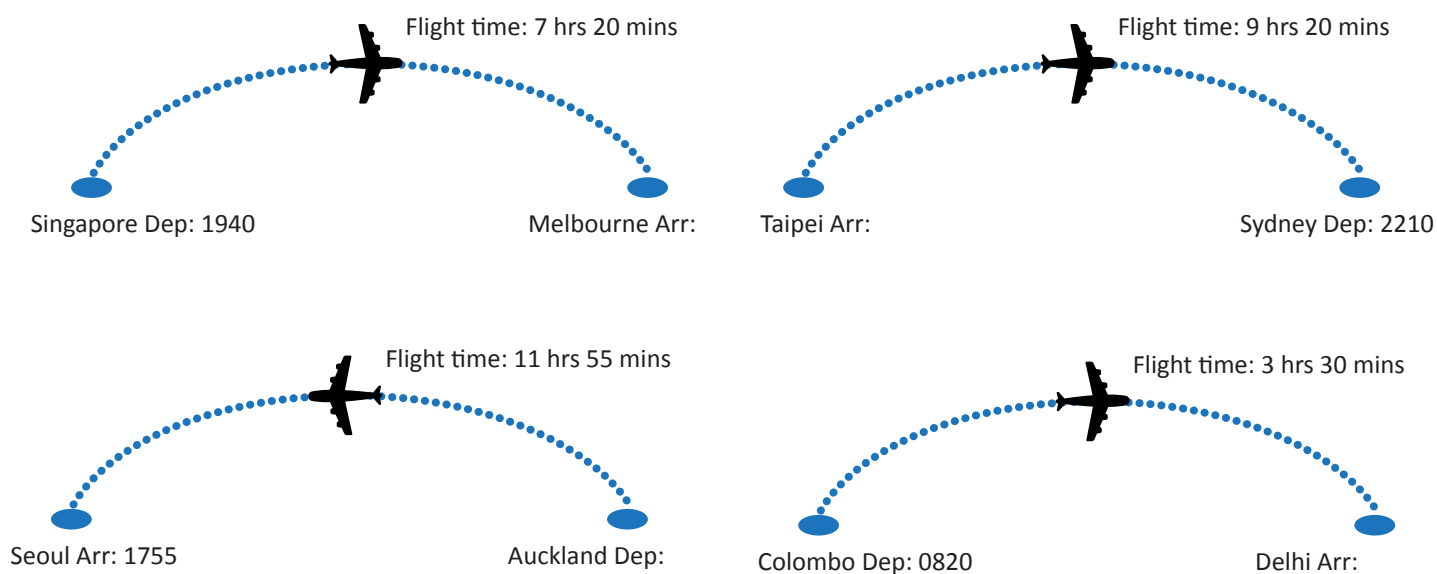 Flight time: 7 hrs 20 mins
Singapore Dep: 1940
Melbourne Arr:
Flight time: 9 hrs 20 mins
Taipei Arr:
Sydney Dep: 2210
Flight time: 11 hrs 55 mins
Seoul Arr: 1755
Auckland Dep:
Flight time: 3 hrs 30 mins
Colombo Dep: 0820
Delhi Arr: